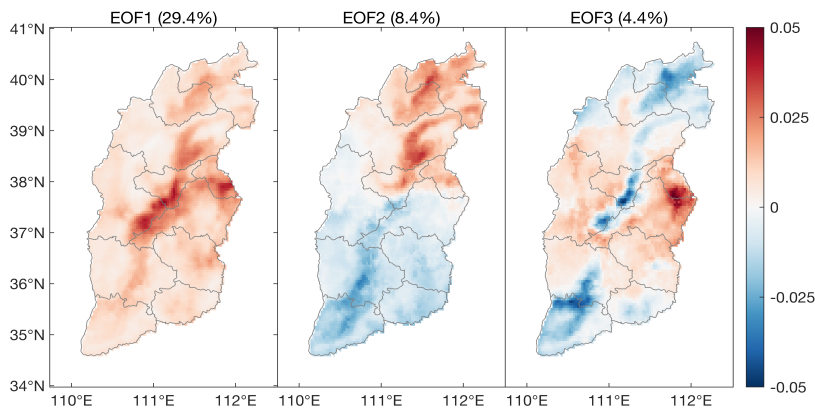 EOF1 (29.4%) EOF2 (8.4%) EOF3 (4.4%)
41°N 0.05
40°N
39°N 0.025
38°N
37°N 0
36°N
35°N -0.025
34°N -0.05
110°E 111°E 112°E 110°E 111°E 112°E 110°E 111°E 112°E